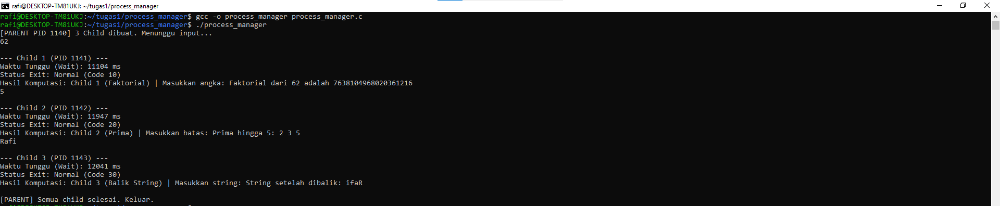 rafi@DESKTOP-TM81UKJ: ~/tugas1/process_manager
rafi@DESKTOP-TM81UKJ:~/tugas1/process_manager$ gcc -o process_manager process_manager.c
rafi@DESKTOP-TM81UKJ:~/tugas1/process_manager$ ./process_manager
[PARENT PID 1140] 3 Child dibuat. Menunggu input...
62
--- Child 1 (PID 1141) ---
Waktu Tunggu (Wait): 11104 ms
Status Exit: Normal (Code 10)
Hasil Komputasi: Child 1 (Faktorial) | Masukkan angka: Faktorial dari 62 adalah 7638104968020361216
5
--- Child 2 (PID 1142) ---
Waktu Tunggu (Wait): 11947 ms
Status Exit: Normal (Code 20)
Hasil Komputasi: Child 2 (Prima) | Masukkan batas: Prima hingga 5: 2 3 5
Rafi
--- Child 3 (PID 1143) ---
Waktu Tunggu (Wait): 12041 ms
Status Exit: Normal (Code 30)
Hasil Komputasi: Child 3 (Balik String) | Masukkan string: String setelah dibalik: ifaR
[PARENT] Semua child selesai. Keluar.